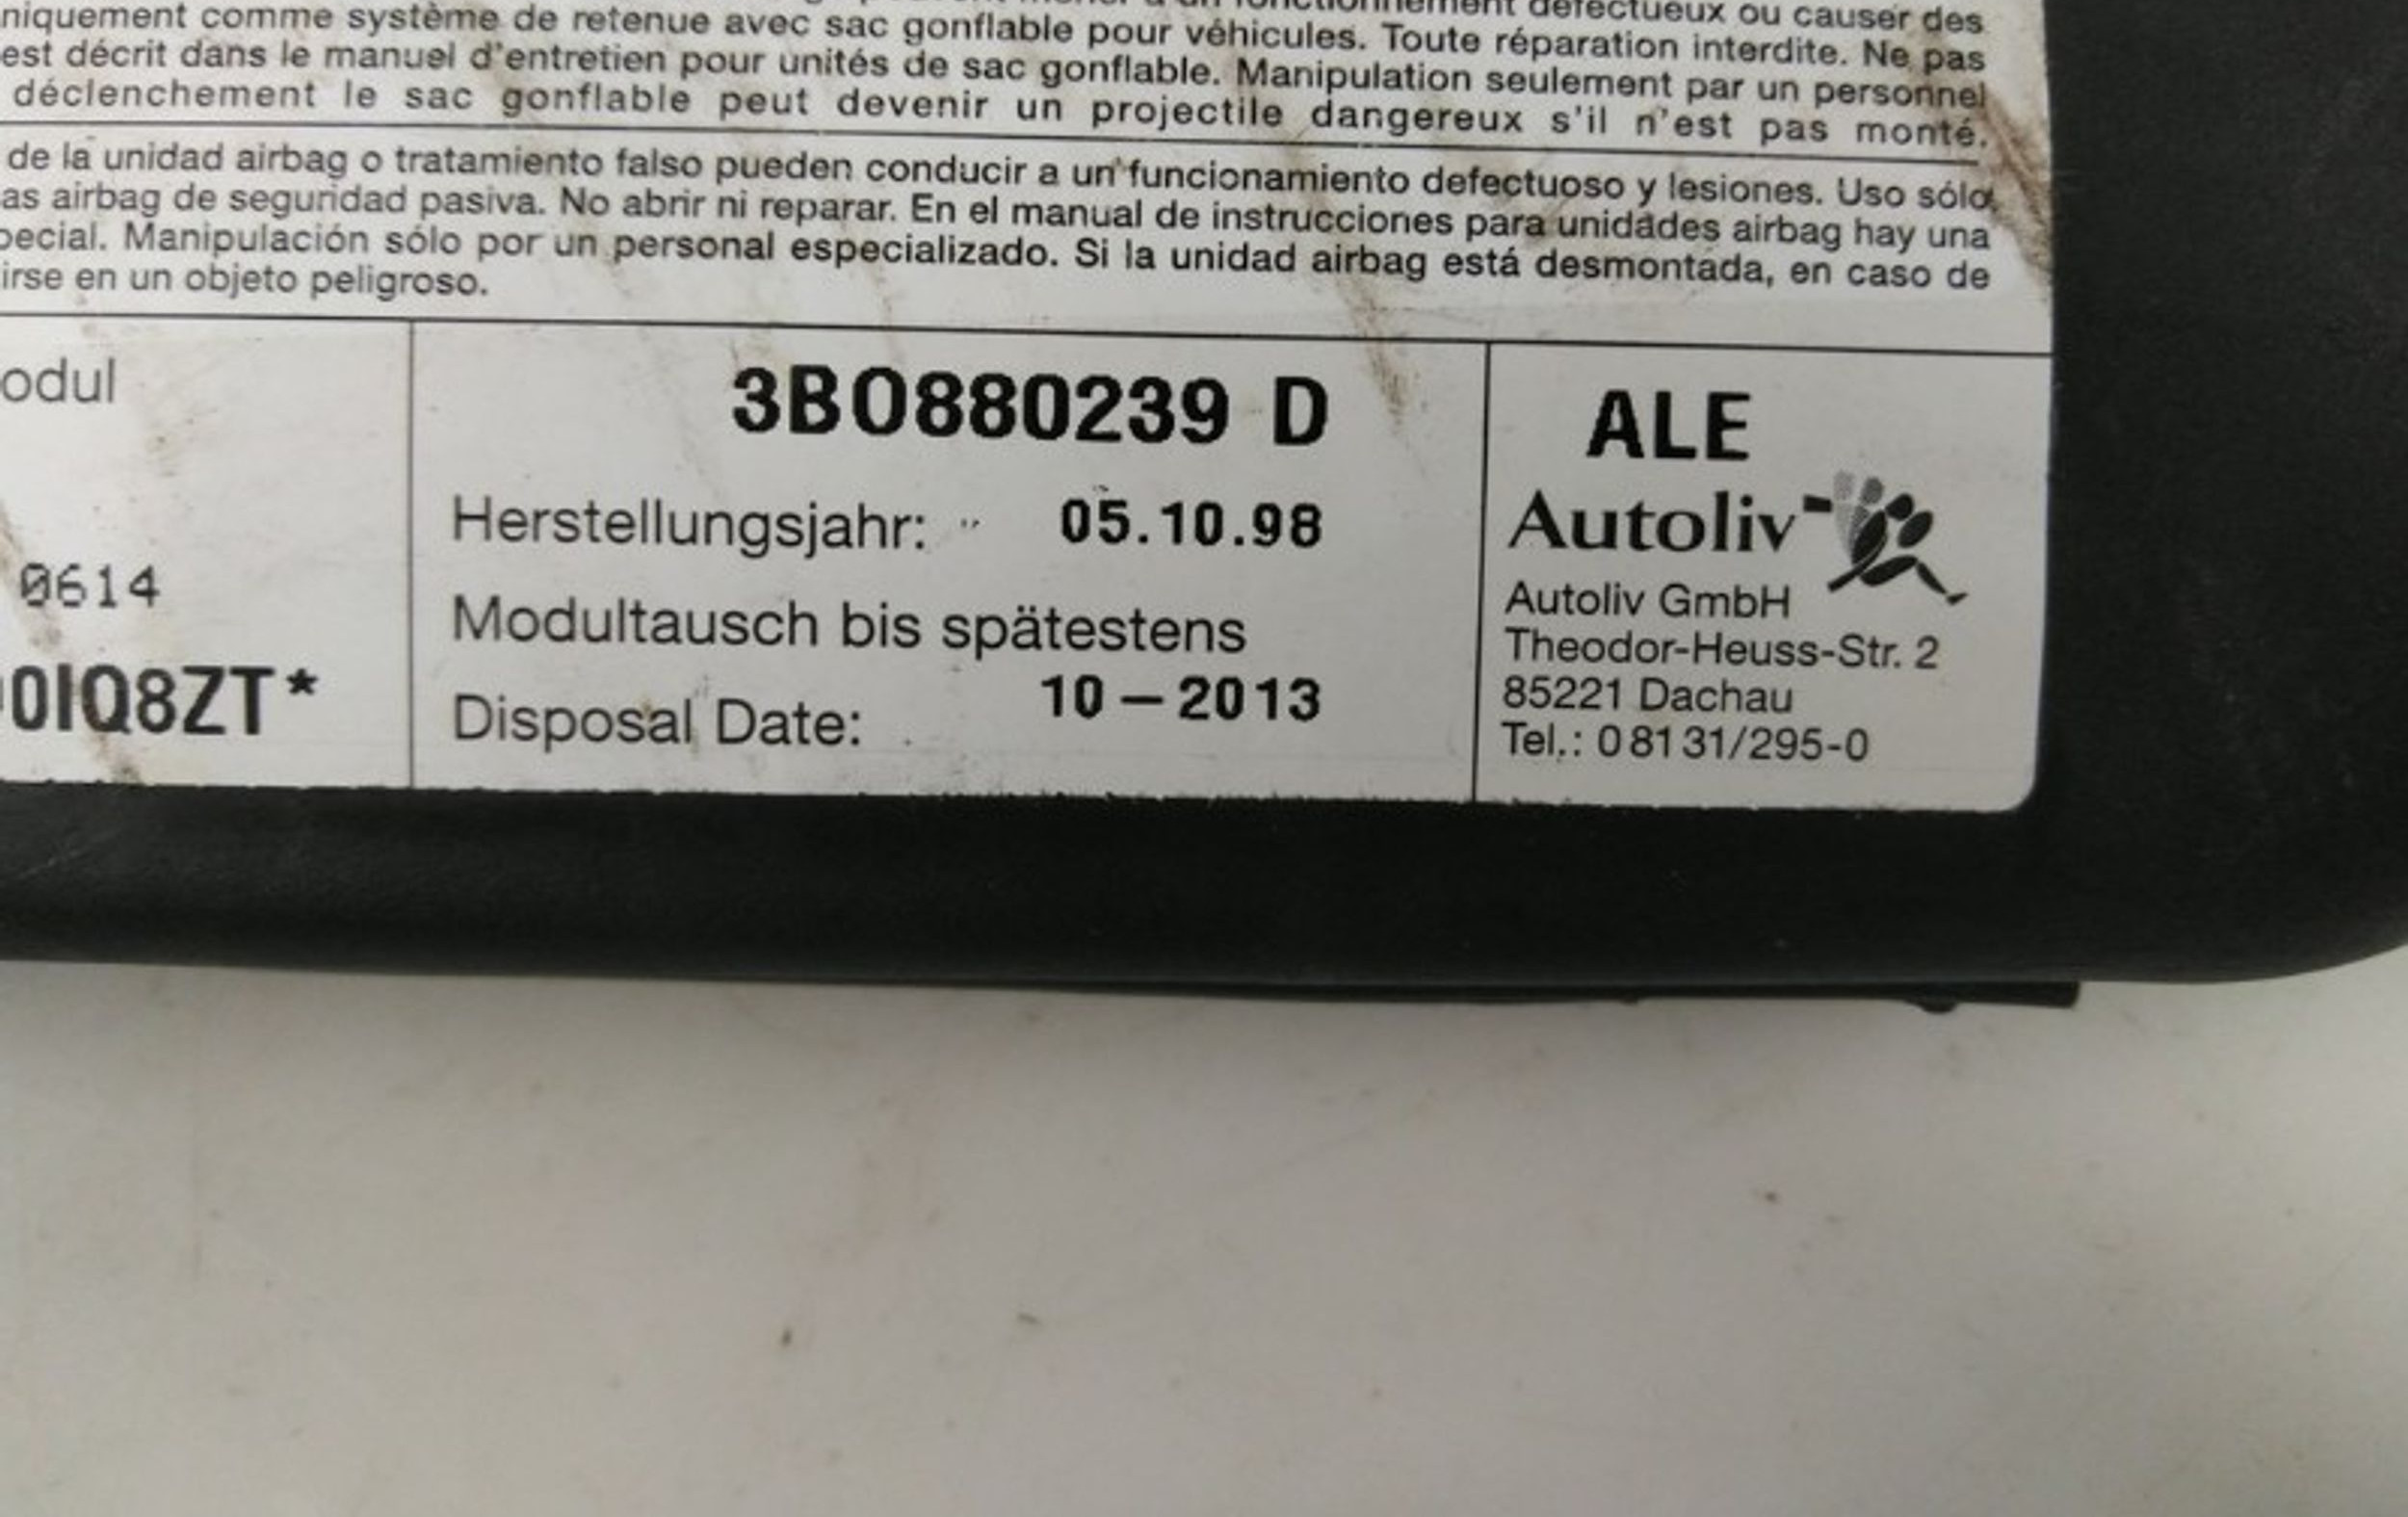 niquement comme système de retenue avec sac gonflable pour véhicules. Toute réparation interdite. Ne pas
est décrit dans le manuel d'entretien pour unités de sac gonflable. Manipulation seulement par un personnel
déclenchement le sac gonflable peut devenir un projectile dangereux s'il n'est pas monté.
de la unidad airbag o tratamiento falso pueden conducir a un funcionamiento defectuoso y lesiones. Uso sólo
as airbag de seguridad pasiva. No abrir ni reparar. En el manual de instrucciones para unidades airbag hay una
pecial. Manipulación sólo por un personal especializado. Si la unidad airbag está desmontada, en caso de
irse en un objeto peligroso.
odul
0614
0IQ8ZT*
3B0880239 D
Herstellungsjahr: 05.10.98
Modultausch bis spätestens
Disposal Date: 10-2013
ALE
Autoliv
Autoliv GmbH
Theodor-Heuss-Str. 2
85221 Dachau
Tel.: 0 81 31/295-0